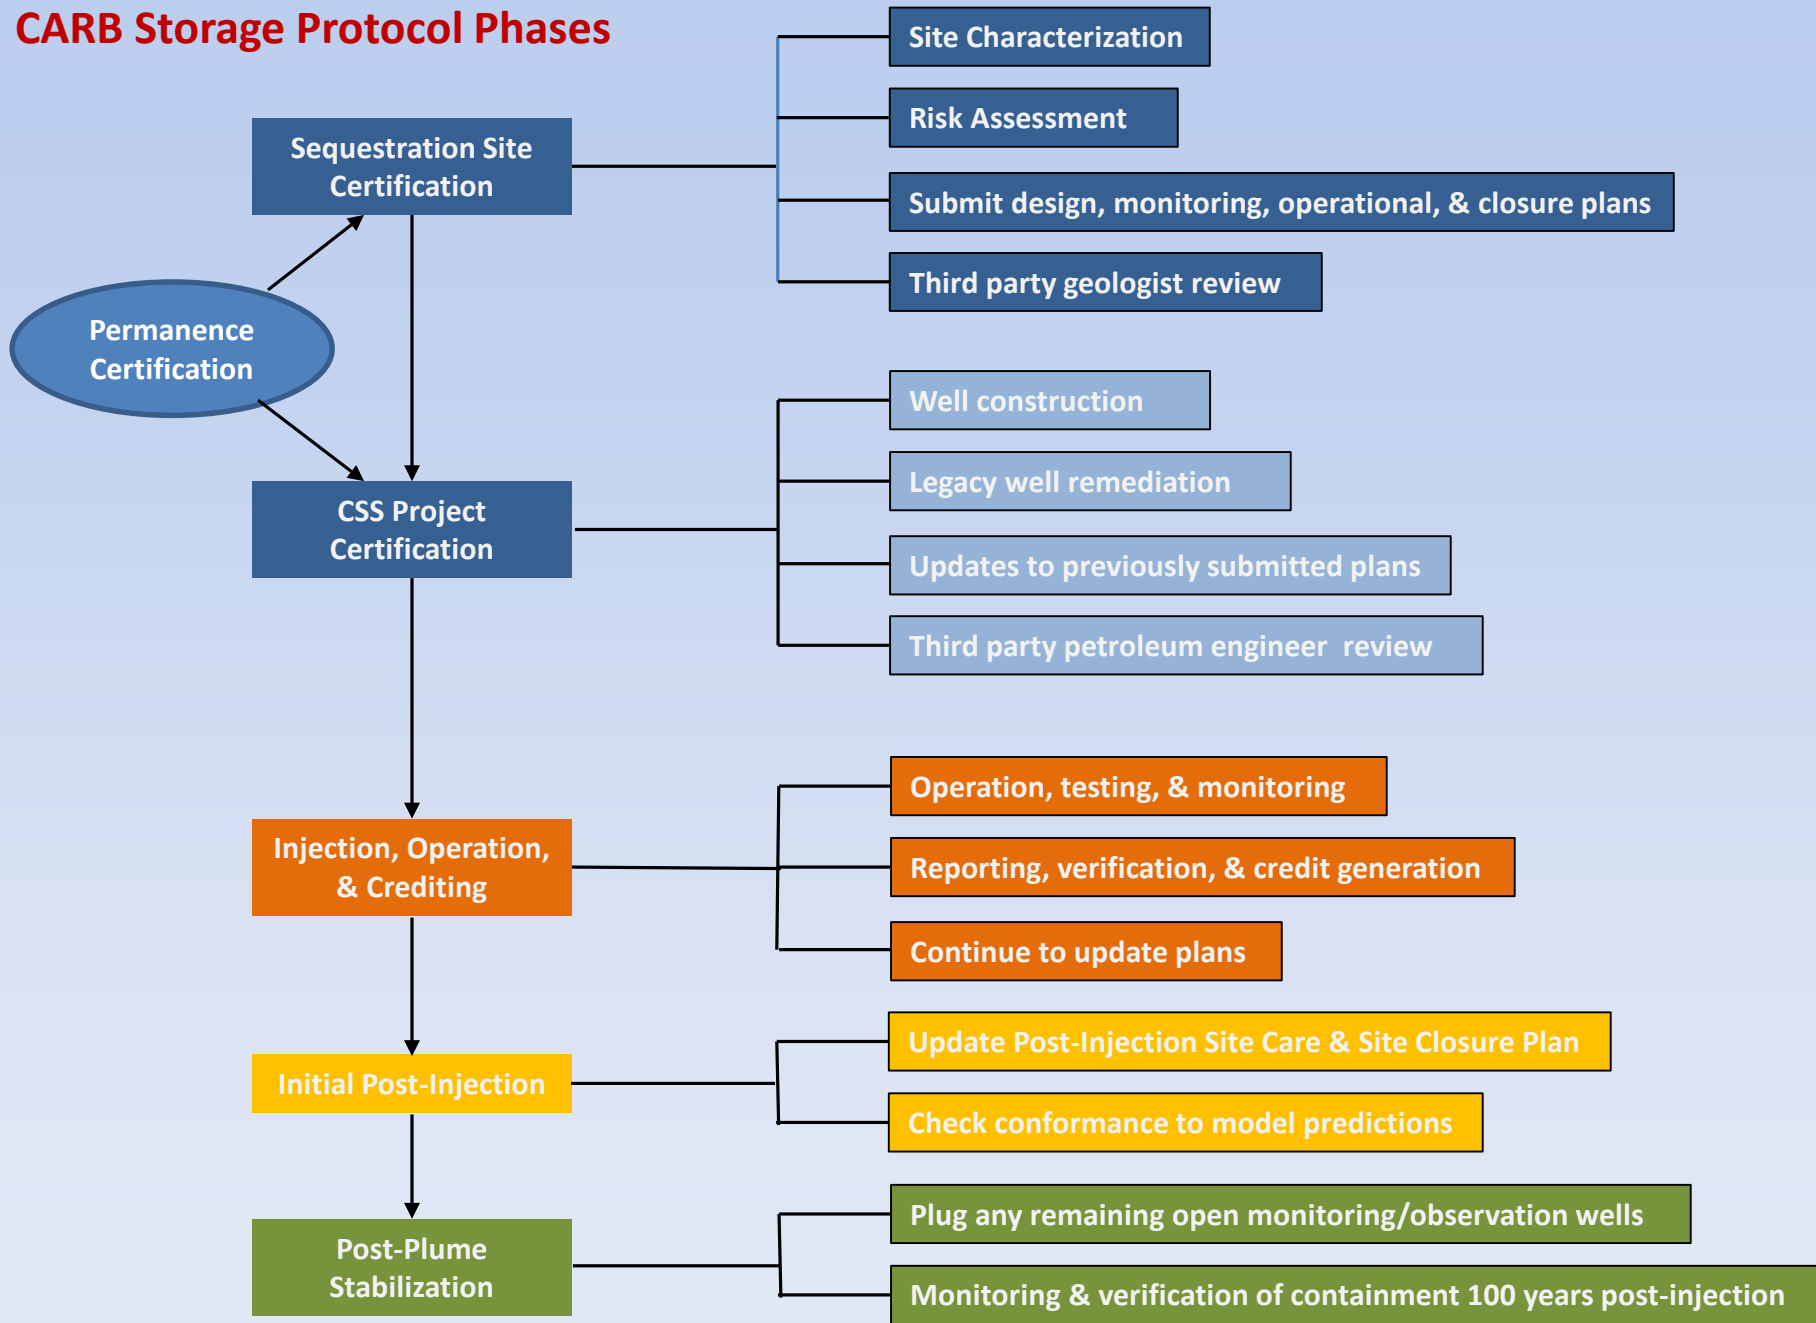 CARB Storage Protocol Phases
Sequestration Site
Certification
Site Characterization
Risk Assessment
Submit design, monitoring, operational, & closure plans
Third party geologist review
Permanence
Certification
CSS Project
Certification
Well construction
Legacy well remediation
Updates to previously submitted plans
Third party petroleum engineer  review
Injection, Operation,
& Crediting
Operation, testing, & monitoring
Reporting, verification, & credit generation
Continue to update plans
Initial Post-Injection
Update Post-Injection Site Care & Site Closure Plan
Check conformance to model predictions
Post-Plume
Stabilization
Plug any remaining open monitoring/observation wells
Monitoring & verification of containment 100 years post-injection